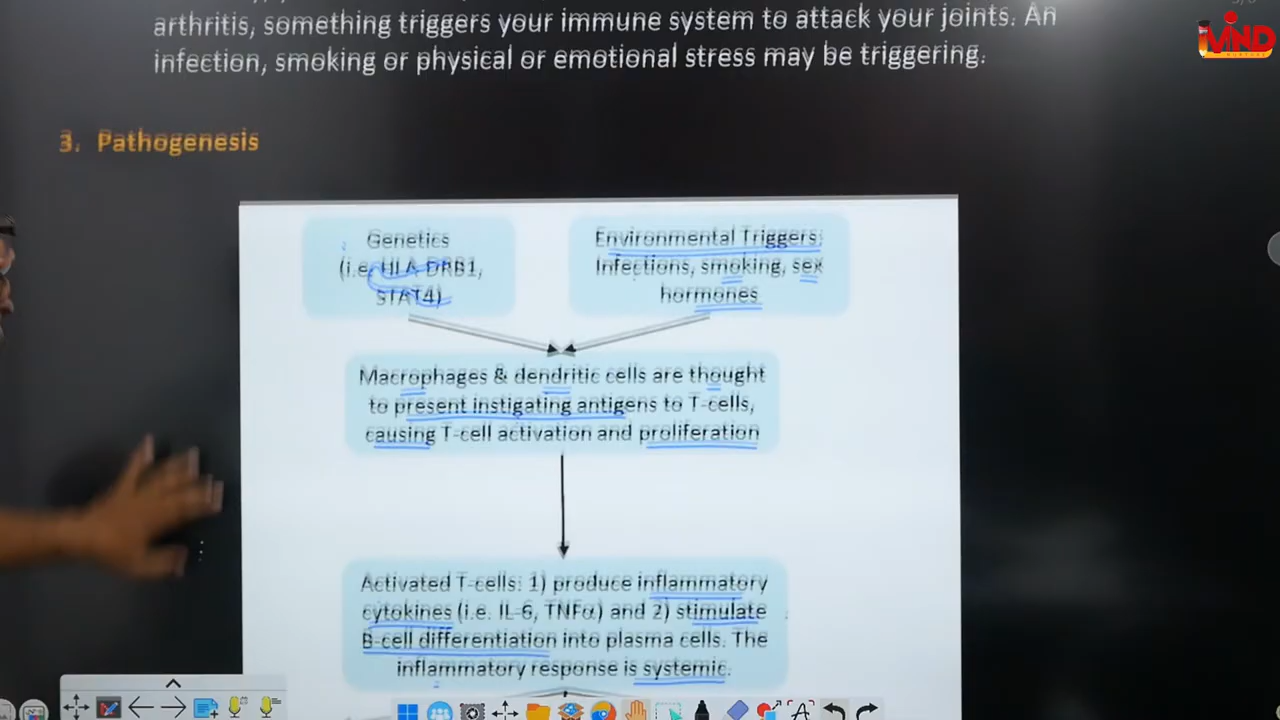 arthritis, something triggers your immune system to attack your joints. An
infection, smoking or physical or emotional stress may be triggering.
3. Pathogenesis
Genetics
(i.e. HLA-DRB1,
STAT4)
Environmental Triggers:
Infections, smoking, sex
hormones
Macrophages & dendritic cells are thought
to present instigating antigens to T-cells,
causing T-cell activation and proliferation
Activated T-cells: 1) produce inflammatory
cytokines (i.e. IL-6, TNFα) and 2) stimulate
B-cell differentiation into plasma cells. The
inflammatory response is systemic.
iMIND